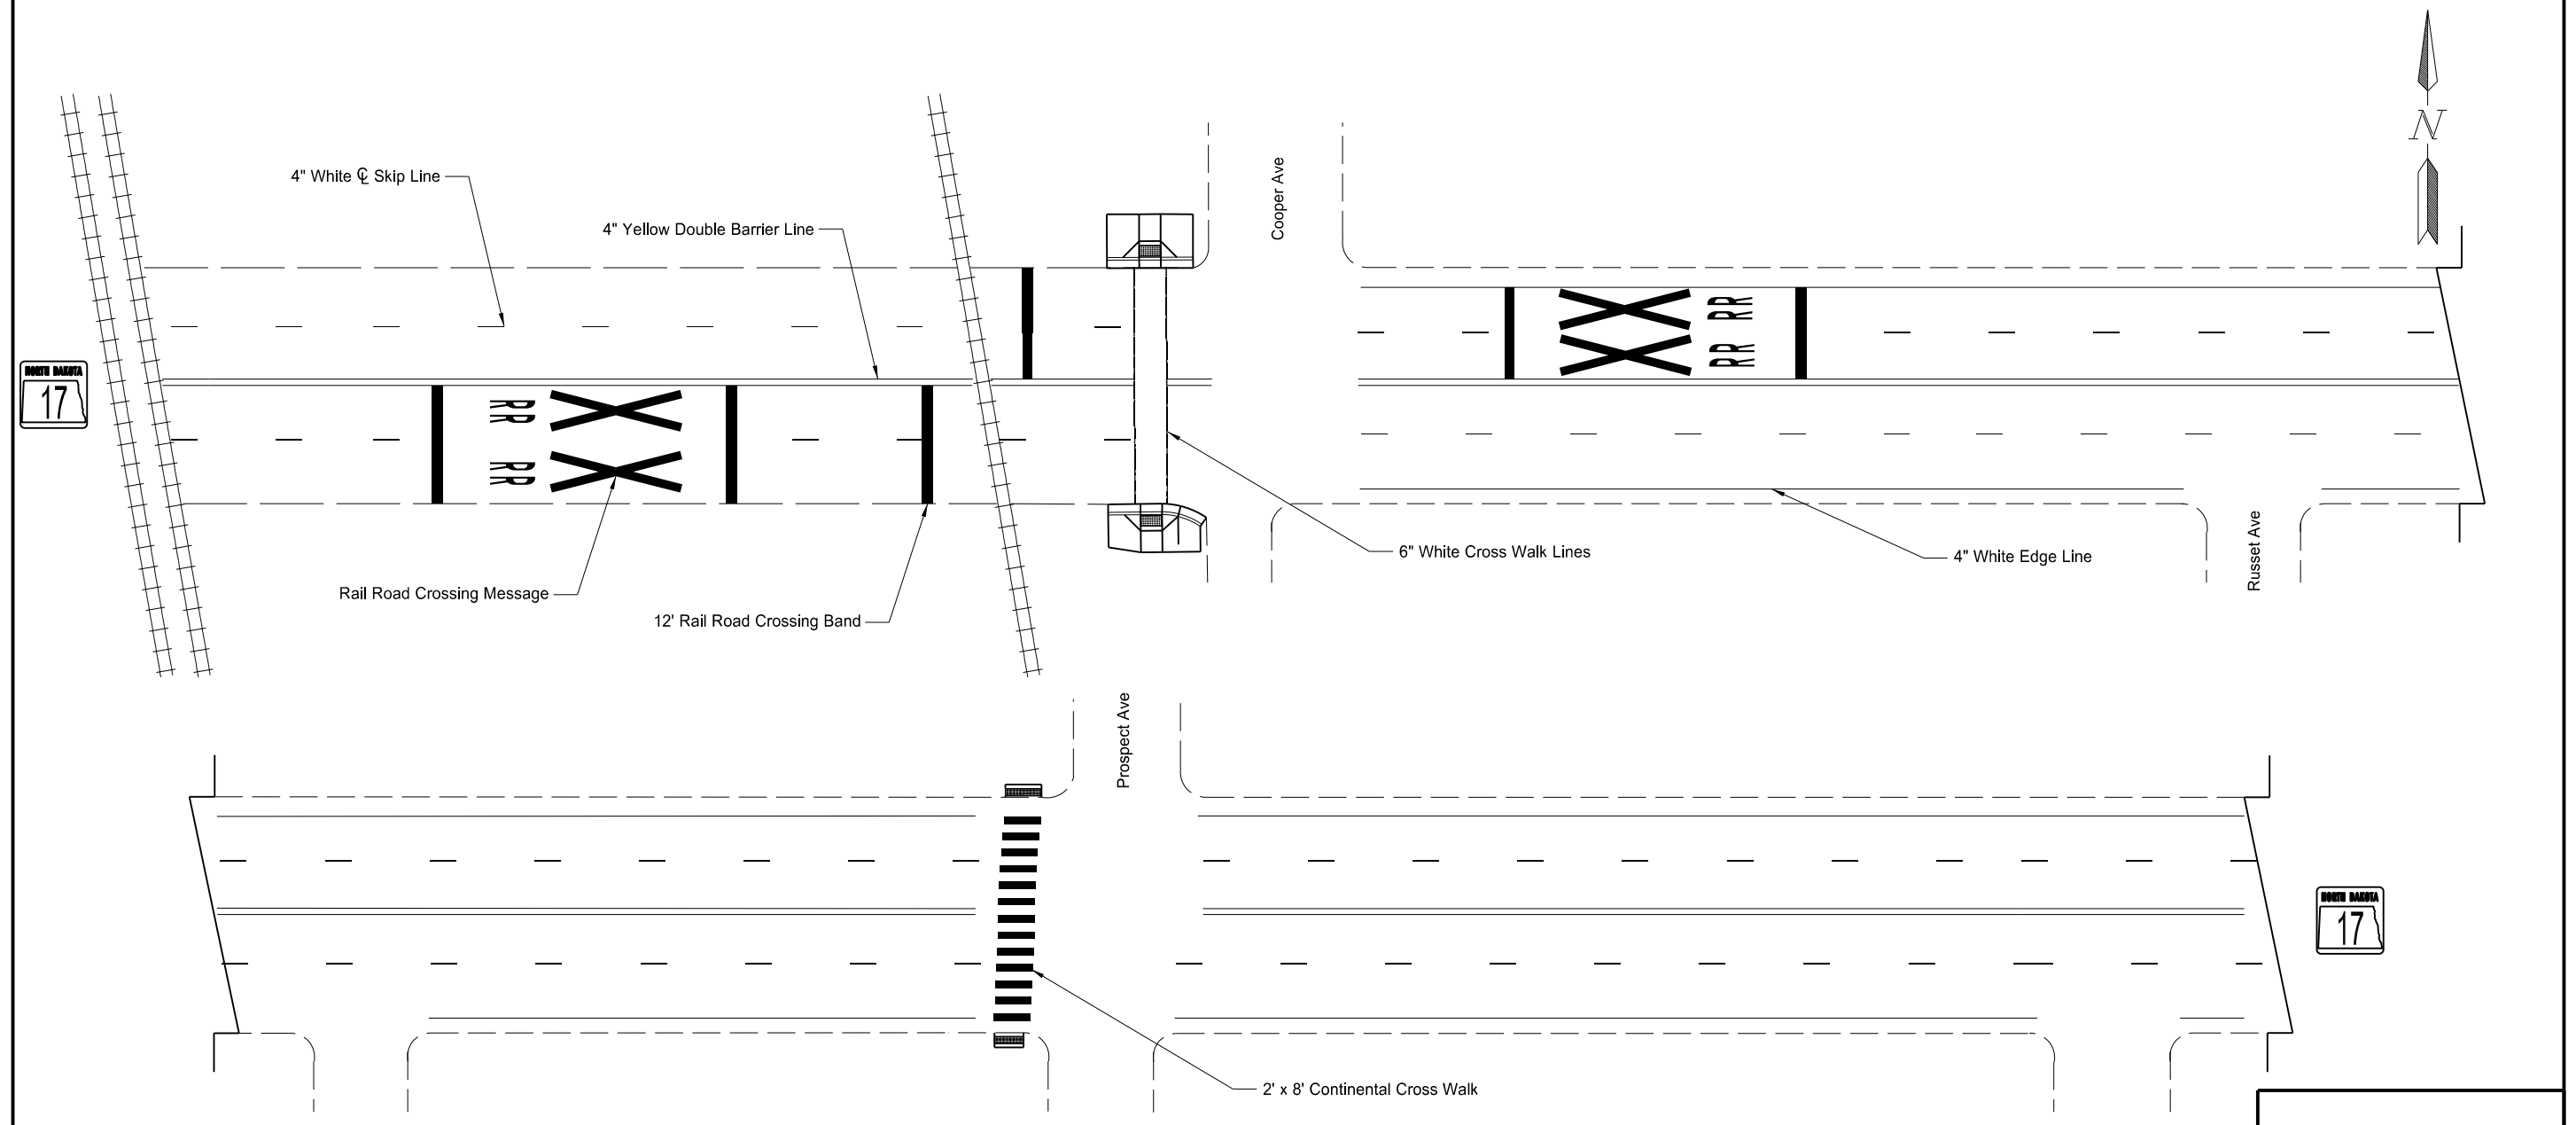 N
4" White ℄ Skip Line
Cooper Ave
4" Yellow Double Barrier Line
RR
RR
NORTH DAKOTA
17
RR
RR
6" White Cross Walk Lines
4" White Edge Line
Russet Ave
Rail Road Crossing Message
12' Rail Road Crossing Band
Prospect Ave
NORTH DAKOTA
17
2' x 8' Continental Cross Walk